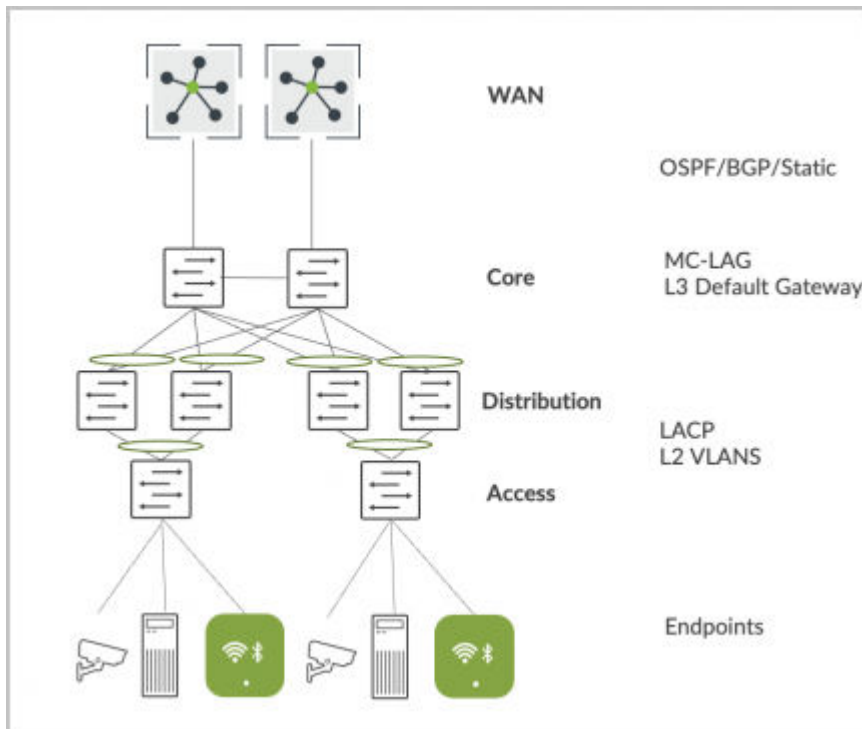 WAN
OSPF/BGP/Static
Core
MC-LAG
L3 Default Gateway
Distribution
LACP
L2 VLANS
Access
Endpoints